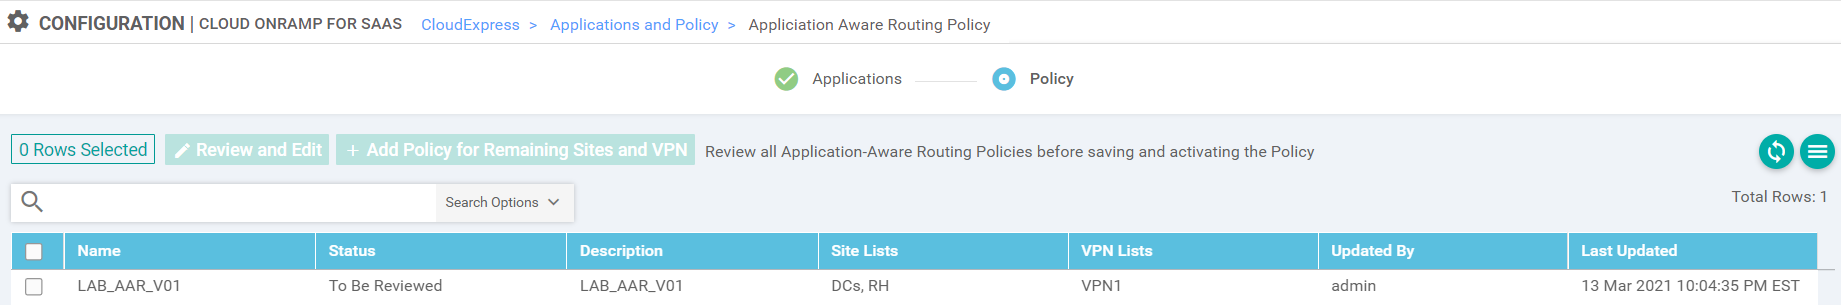 CONFIGURATION | CLOUD ONRAMP FOR SAAS CloudExpress > Applications and Policy > Appliciation Aware Routing Policy
Applications Policy
0 Rows Selected Review and Edit + Add Policy for Remaining Sites and VPN Review all Application-Aware Routing Policies before saving and activating the Policy
Search Options Total Rows: 1
Name Status Description Site Lists VPN Lists Updated By Last Updated
LAB_AAR_V01 To Be Reviewed LAB_AAR_V01 DCs, RH VPN1 admin 13 Mar 2021 10:04:35 PM EST